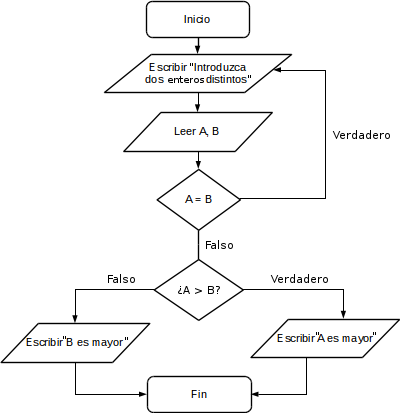 Inicio
Escribir "Introduzca
dos enteros distintos"
Leer A, B
Verdadero
A = B
Falso
Falso
¿A > B?
Verdadero
Escribir"B es mayor"
Escribir"A es mayor"
Fin